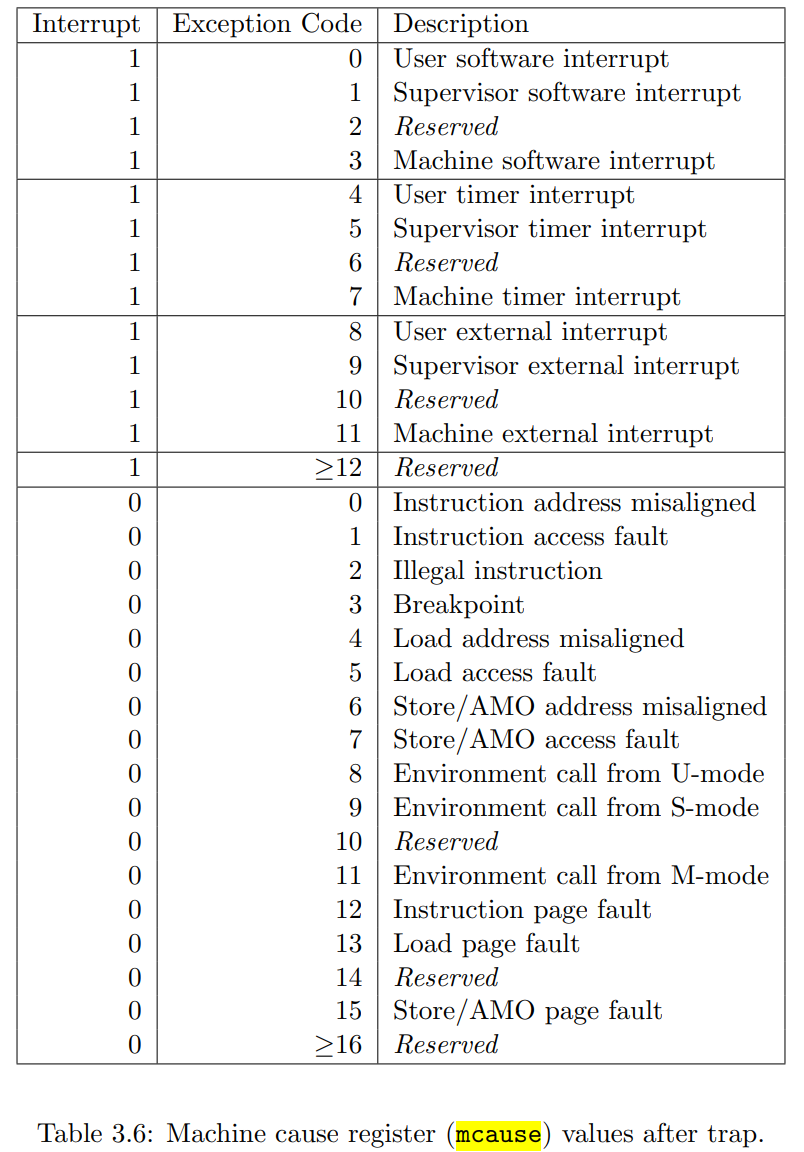 Interrupt Exception Code Description
1 0 User software interrupt
1 1 Supervisor software interrupt
1 2 Reserved
1 3 Machine software interrupt
1 4 User timer interrupt
1 5 Supervisor timer interrupt
1 6 Reserved
1 7 Machine timer interrupt
1 8 User external interrupt
1 9 Supervisor external interrupt
1 10 Reserved
1 11 Machine external interrupt
1 ≥12 Reserved
0 0 Instruction address misaligned
0 1 Instruction access fault
0 2 Illegal instruction
0 3 Breakpoint
0 4 Load address misaligned
0 5 Load access fault
0 6 Store/AMO address misaligned
0 7 Store/AMO access fault
0 8 Environment call from U-mode
0 9 Environment call from S-mode
0 10 Reserved
0 11 Environment call from M-mode
0 12 Instruction page fault
0 13 Load page fault
0 14 Reserved
0 15 Store/AMO page fault
0 ≥16 Reserved
Table 3.6: Machine cause register (mcause) values after trap.